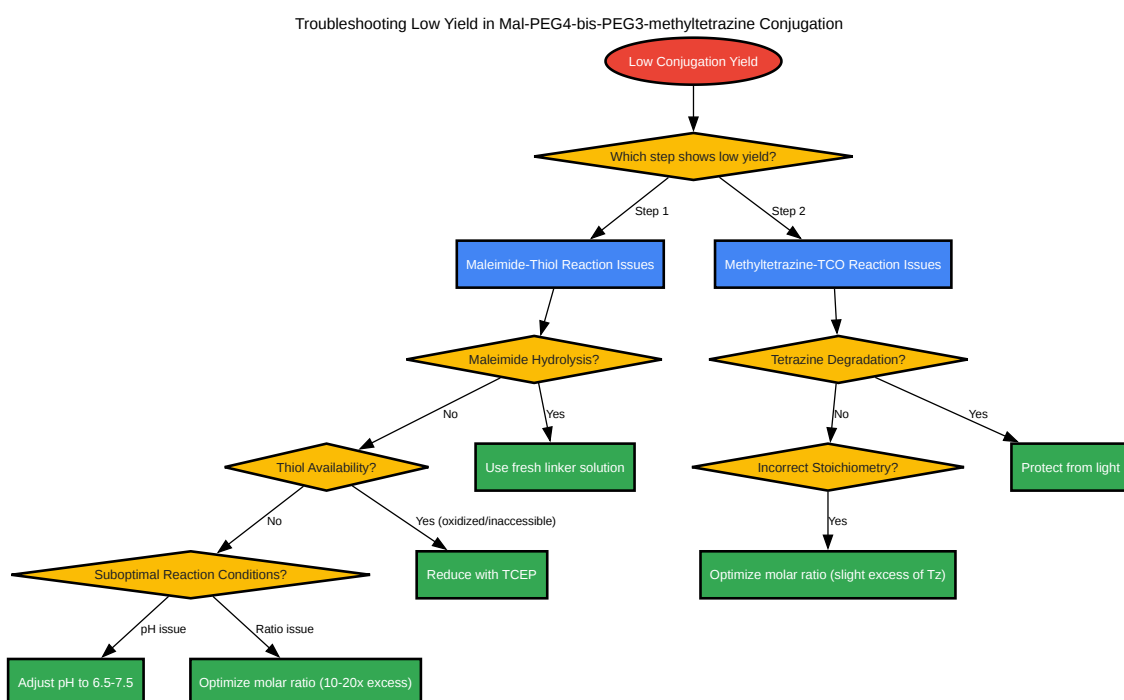 Troubleshooting Low Yield in Mal-PEG4-bis-PEG3-methyltetrazine Conjugation
Low Conjugation Yield
Which step shows low yield?
Step 1
Step 2
Maleimide-Thiol Reaction Issues
Methyltetrazine-TCO Reaction Issues
Maleimide Hydrolysis?
Tetrazine Degradation?
No
Yes
No
Yes
Thiol Availability?
Use fresh linker solution
Incorrect Stoichiometry?
Protect from light
No
Yes (oxidized/inaccessible)
Yes
Suboptimal Reaction Conditions?
Reduce with TCEP
Optimize molar ratio (slight excess of Tz)
pH issue
Ratio issue
Adjust pH to 6.5-7.5
Optimize molar ratio (10-20x excess)